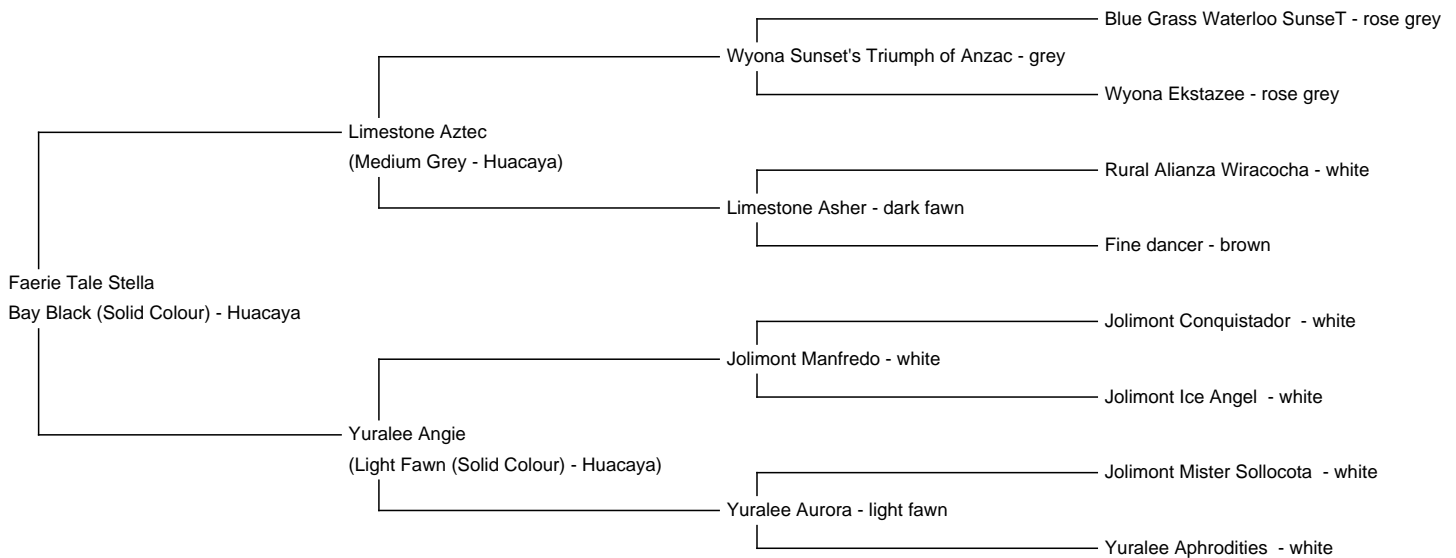 Blue Grass Waterloo SunseT - rose grey
Wyona Sunset's Triumph of Anzac - grey
Wyona Ekstazee - rose grey
Limestone Aztec
(Medium Grey - Huacaya)
Rural Alianza Wiracocha - white
Limestone Asher - dark fawn
Fine dancer - brown
Faerie Tale Stella
Bay Black (Solid Colour) - Huacaya
Jolimont Conquistador - white
Jolimont Manfredo - white
Jolimont Ice Angel - white
Yuralee Angie
(Light Fawn (Solid Colour) - Huacaya)
Jolimont Mister Sollocota - white
Yuralee Aurora - light fawn
Yuralee Aphrodities - white